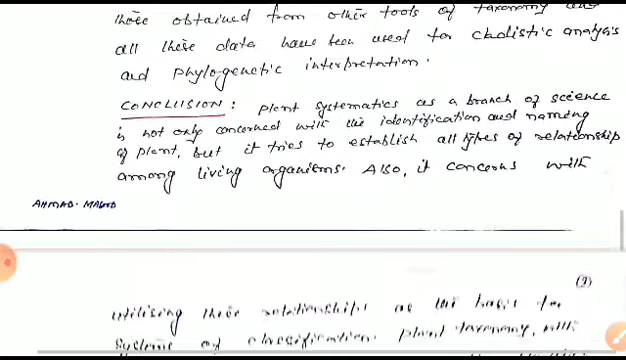 those obtained from other tools of taxonomy and
all these data have been used for cholistic analysis
and phylogenetic interpretation.
CONCLUSION: plant systematics as a branch of science
is not only concerned with the identification and naming
of plant, but it tries to establish all types of relationship
among living organisms. Also, it concerns with
AHMAD. MAJID
(9)
utilising these relationships as the basis for
systems of classification. plant taxonomy, with